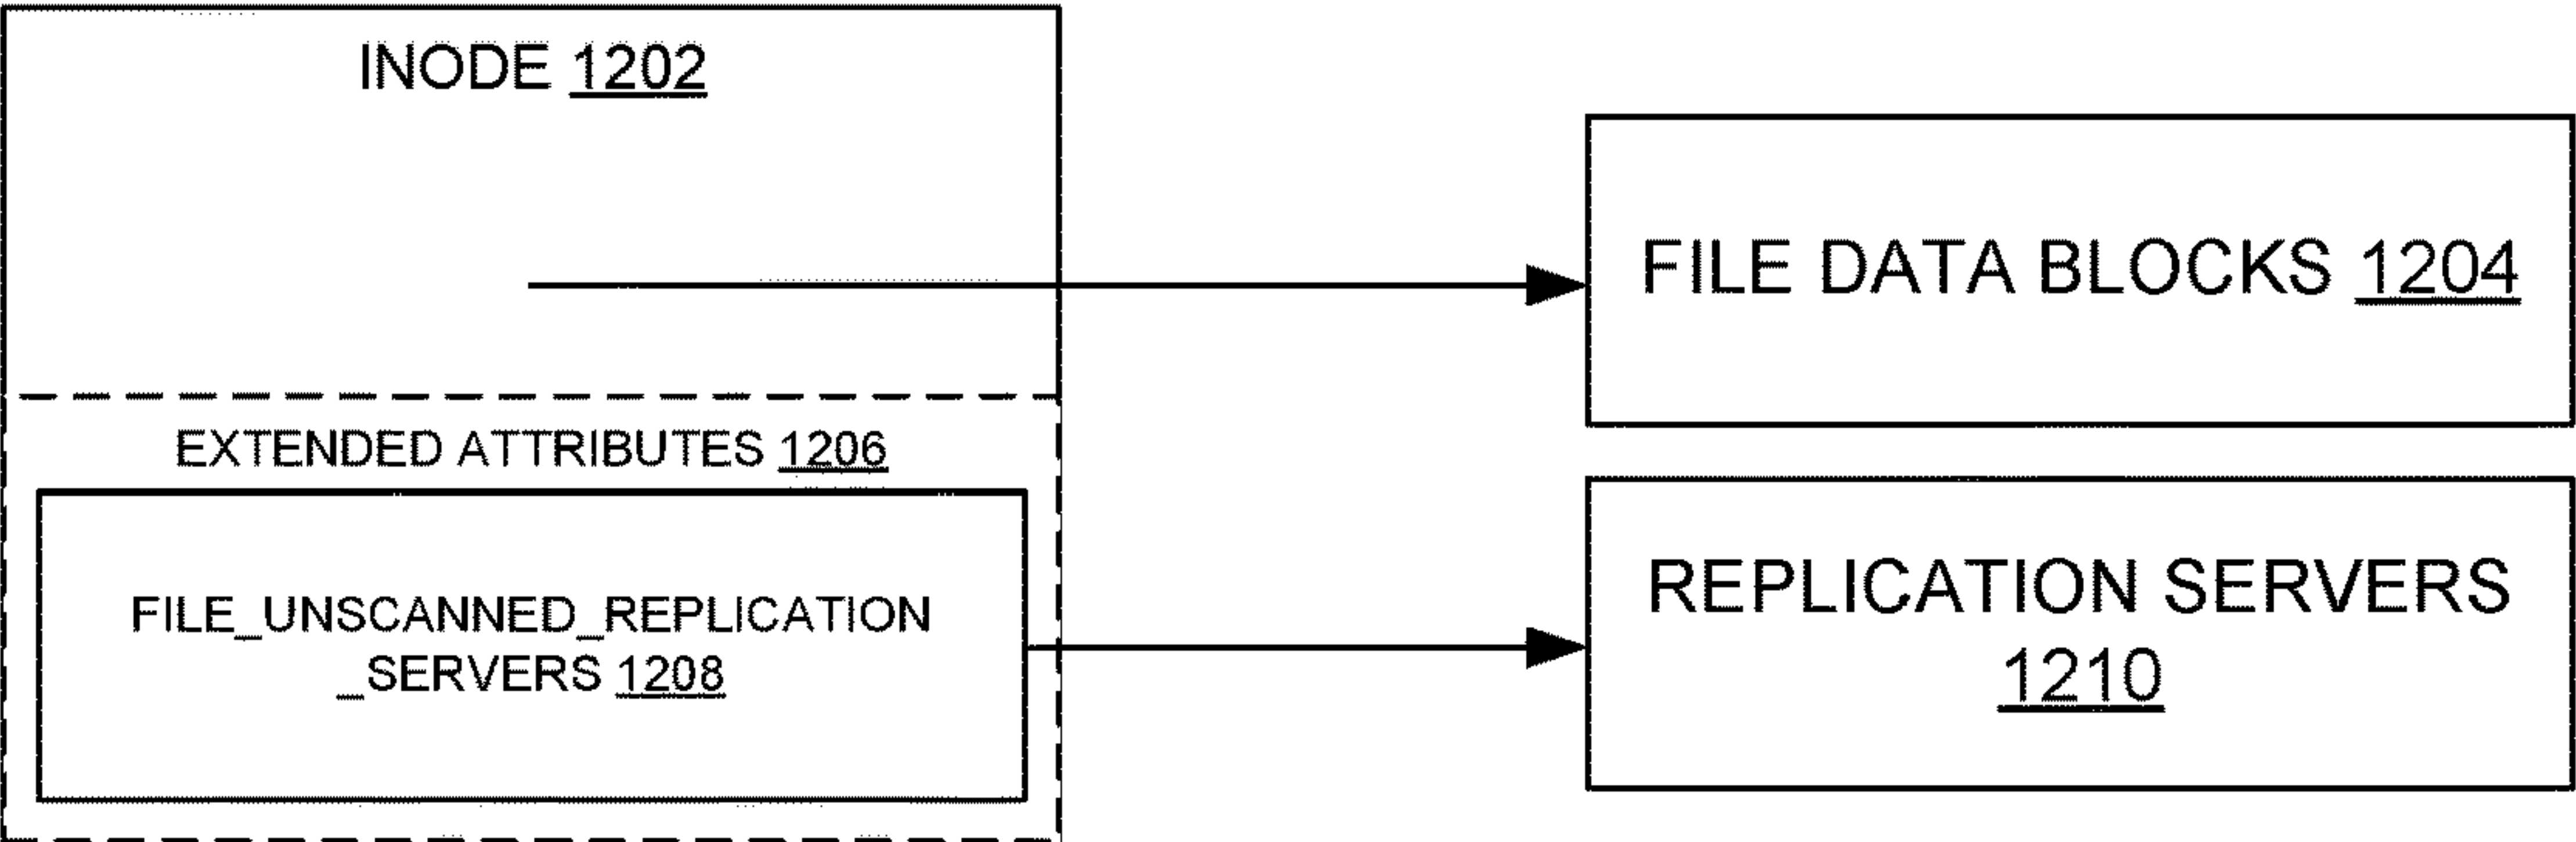 INODE 1202
FILE DATA BLOCKS 1204
EXTENDED ATTRIBUTES 1206
FILE_UNSCANNED_REPLICATION
_SERVERS 1208
REPLICATION SERVERS
1210